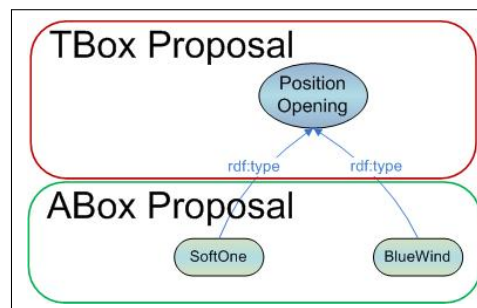 TBox Proposal
Position
Opening
rdf:type rdf:type
ABox Proposal
SoftOne BlueWind